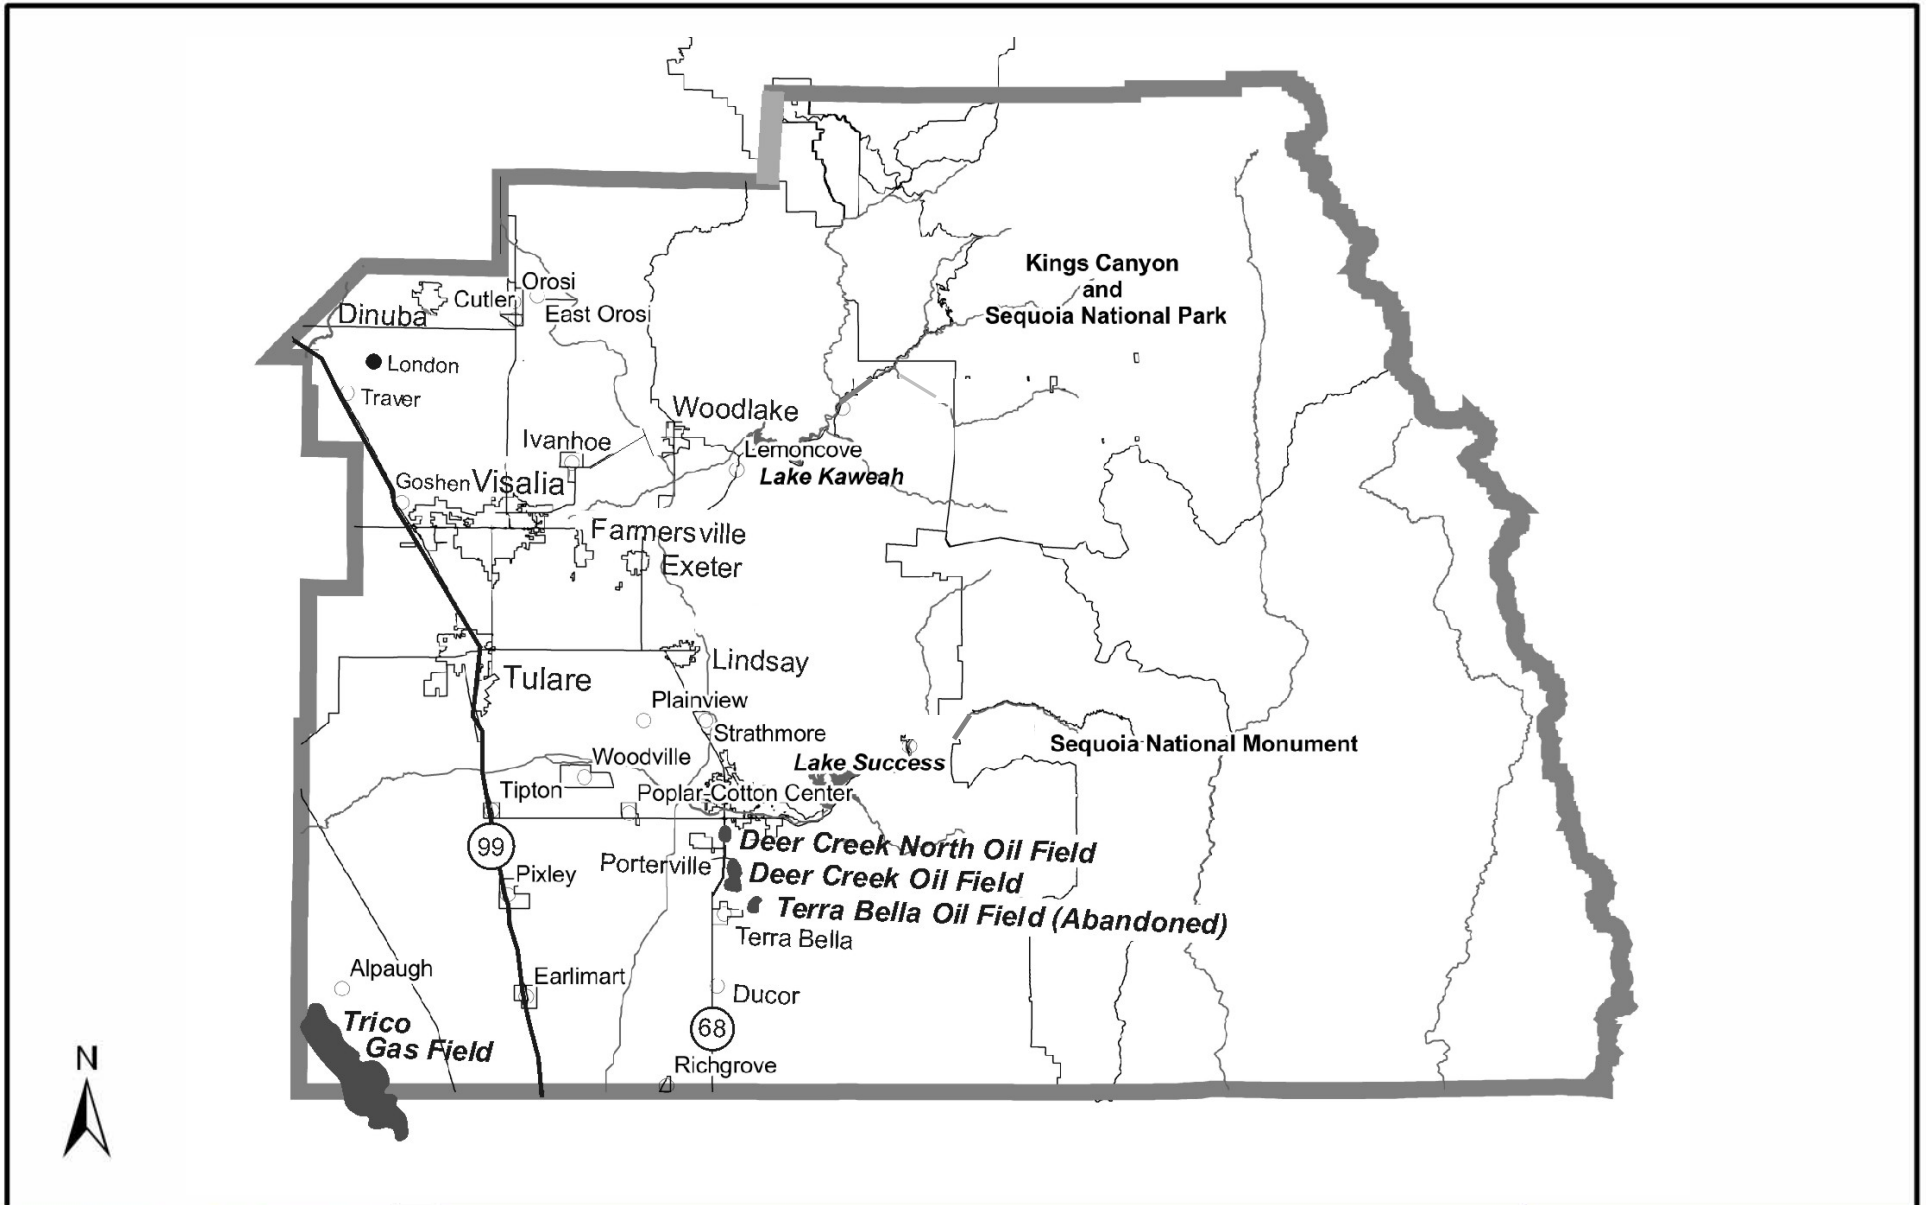 Kings Canyon
and
Sequoia National Park
Orosi
Cutler
East Orosi
Dinuba
London
Traver
Woodlake
Ivanhoe
Lemoncove
Lake Kaweah
Goshen
Visalia
Farmersville
Exeter
Lindsay
Tulare
Plainview
Strathmore
Sequoia National Monument
Woodville
Lake Success
Tipton
Poplar-Cotton Center
99
Deer Creek North Oil Field
Porterville
Deer Creek Oil Field
Pixley
Terra Bella Oil Field (Abandoned)
Terra Bella
Alpaugh
Earlimart
Ducor
Trico
Gas Field
68
Richgrove
N